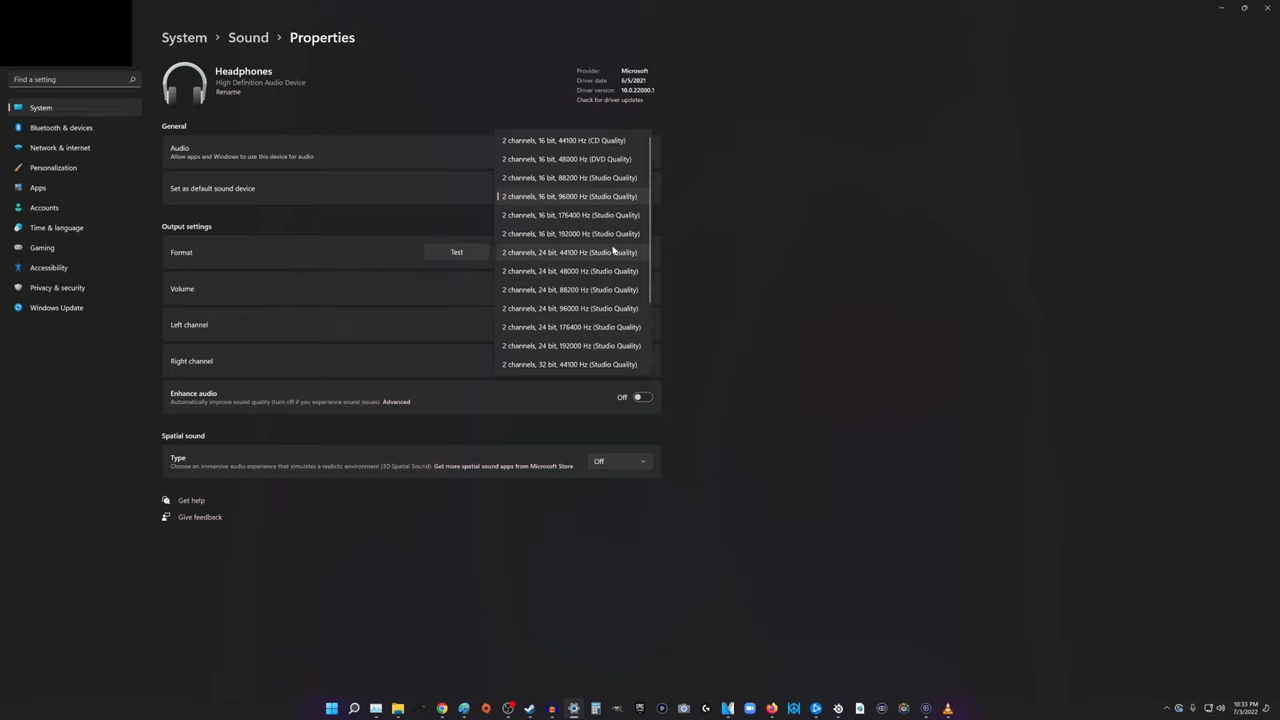 System > Sound > Properties
Headphones
High Definition Audio Device
Rename
Provider Microsoft
Driver date 6/5/2021
Driver version 10.0.22000.1
Check for driver updates
Find a setting
System
Bluetooth & devices
Network & internet
Personalization
Apps
Accounts
Time & language
Gaming
Accessibility
Privacy & security
Windows Update
General
Audio
Allow apps and Windows to use this device for audio
Set as default sound device
Output settings
Format
Test
Volume
Left channel
Right channel
2 channels, 16 bit, 44100 Hz (CD Quality)
2 channels, 16 bit, 48000 Hz (DVD Quality)
2 channels, 16 bit, 88200 Hz (Studio Quality)
2 channels, 16 bit, 96000 Hz (Studio Quality)
2 channels, 16 bit, 176400 Hz (Studio Quality)
2 channels, 16 bit, 192000 Hz (Studio Quality)
2 channels, 24 bit, 44100 Hz (Studio Quality)
2 channels, 24 bit, 48000 Hz (Studio Quality)
2 channels, 24 bit, 88200 Hz (Studio Quality)
2 channels, 24 bit, 96000 Hz (Studio Quality)
2 channels, 24 bit, 176400 Hz (Studio Quality)
2 channels, 24 bit, 192000 Hz (Studio Quality)
2 channels, 32 bit, 44100 Hz (Studio Quality)
Enhance audio
Automatically improve sound quality (turn off if you experience sound issues) Advanced
Off
Spatial sound
Type
Choose an immersive audio experience that simulates a realistic environment (3D Spatial Sound) Get more spatial sound apps from Microsoft Store
Off
Get help
Give feedback
10:33 PM
7/3/2022